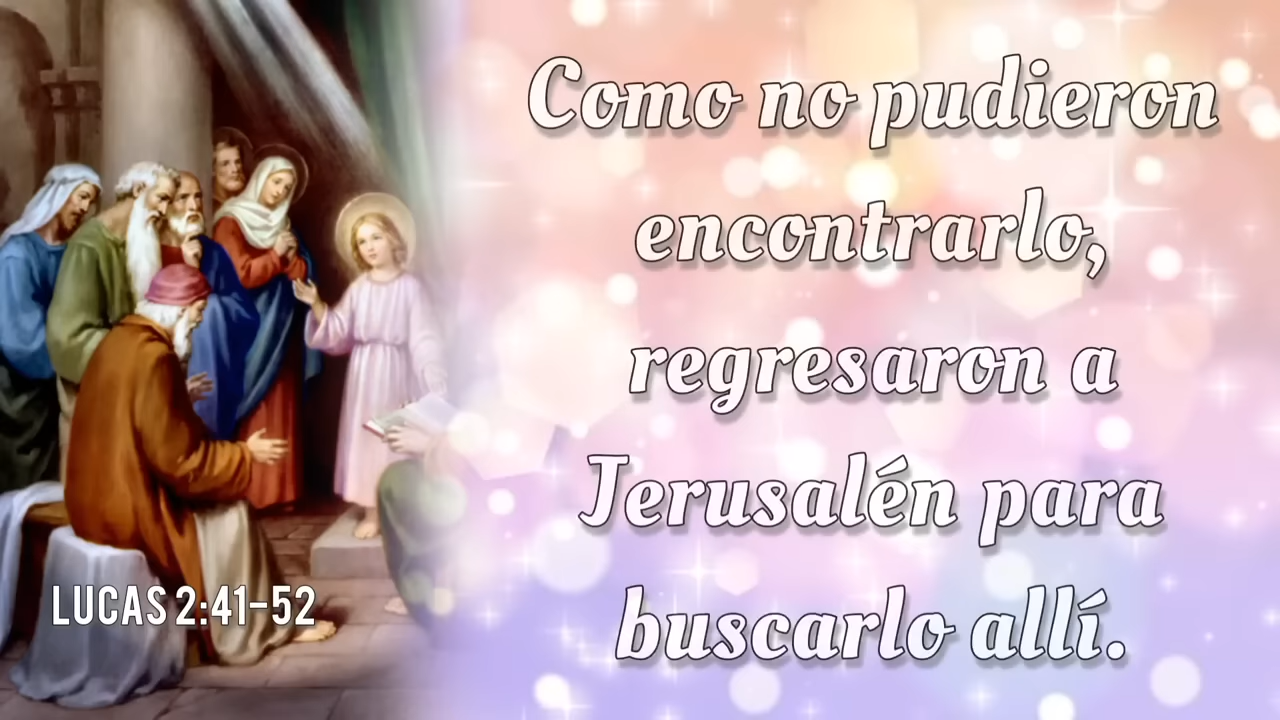 Como no pudieron
encontrarlo,
regresaron a
Jerusalén para
buscarlo allí.
LUCAS 2:41-52